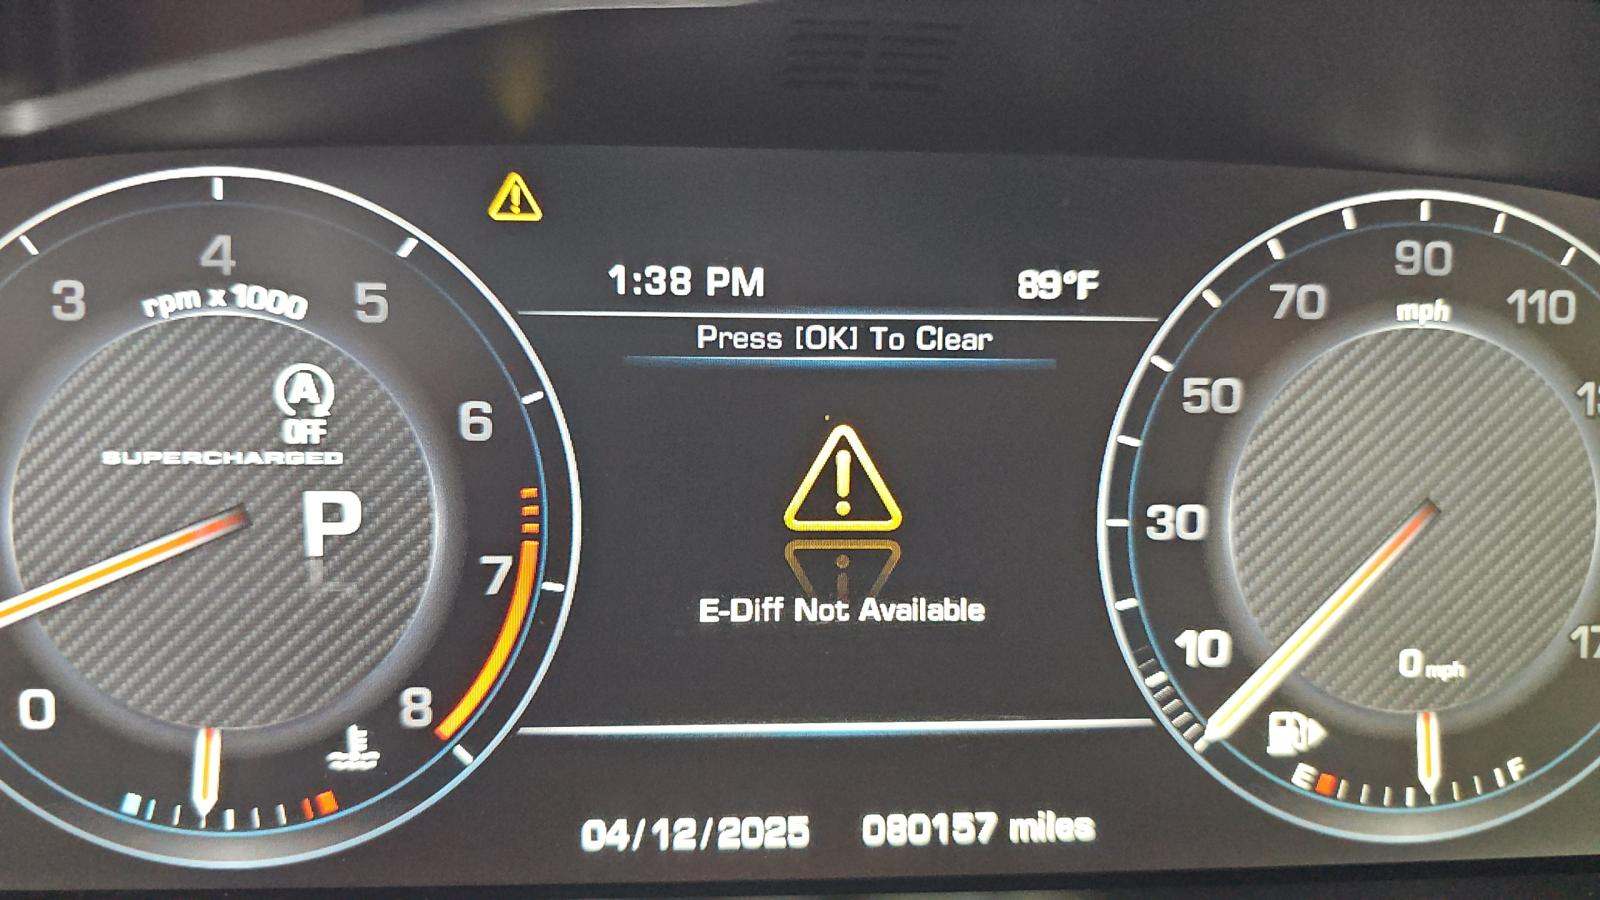 3
4
5
rpm x 1000
6
A
OFF
SUPERCHARGED
P
7
8
0
1:38 PM
89°F
Press [OK] To Clear
E-Diff Not Available
04/12/2025
080157 miles
10
30
50
70
90
110
mph
0 mph
E
F